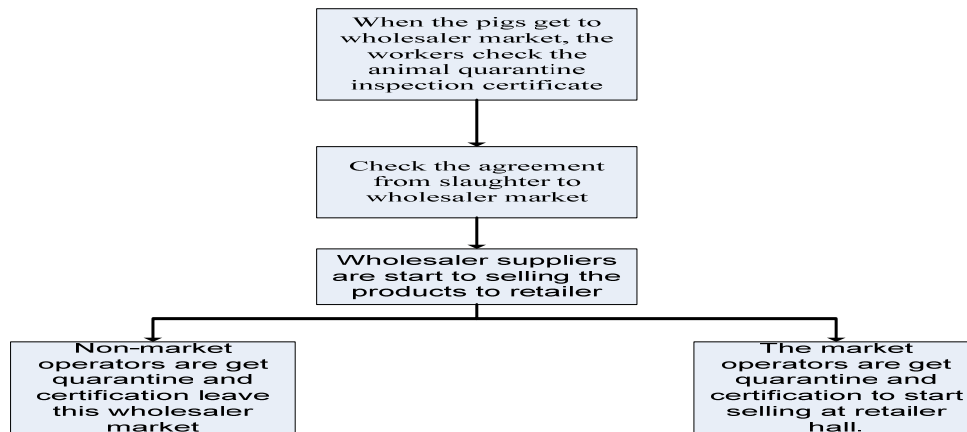 When the pigs get to
wholesaler market, the
workers check the
animal quarantine
inspection certificate
Check the agreement
from slaughter to
wholesaler market
Wholesaler suppliers
are start to selling the
products to retailer
Non-market
operators are get
quarantine and
certification leave
this wholesaler
market
The market
operators are get
quarantine and
certification to start
selling at retailer
hall.